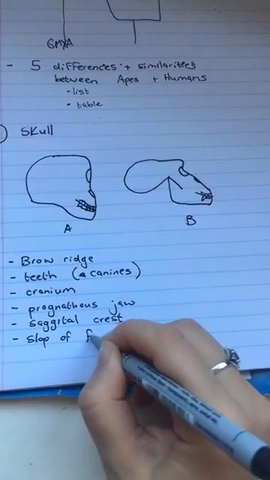 6MYA
- 5 differences + similarities
between Apes + Humans
- list
- table
Skull
A
B
- Brow ridge
- teeth (& canines)
- cranium
- prognathous jaw
- saggital crest
- slop of f